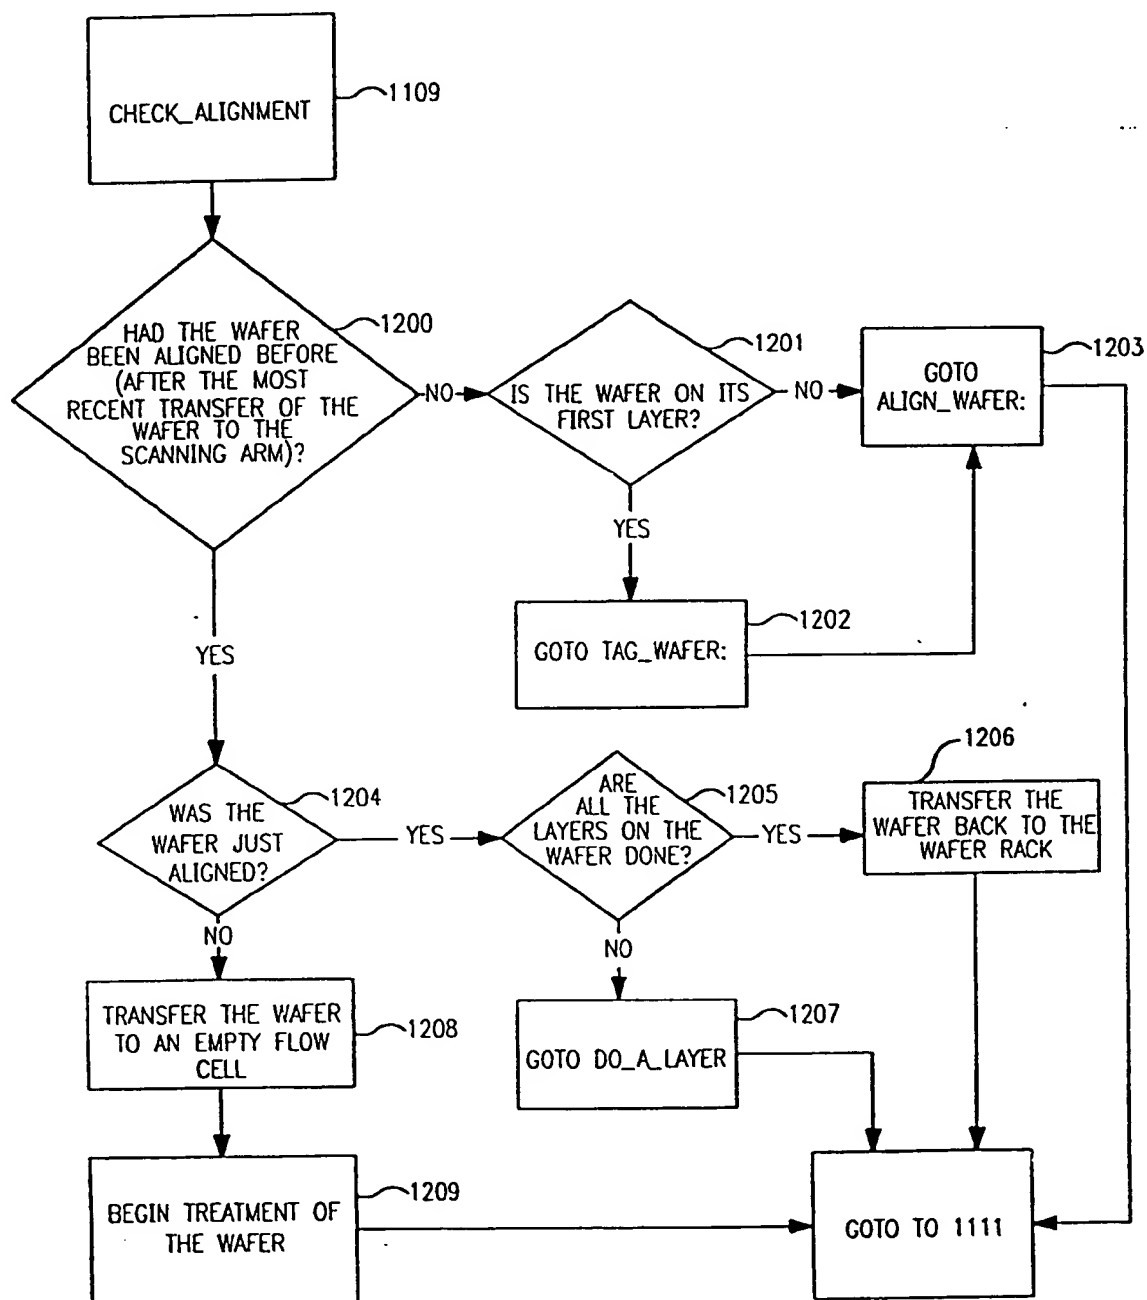 CHECK_ALIGNMENT
1109
HAD THE WAFER
BEEN ALIGNED BEFORE
(AFTER THE MOST
RECENT TRANSFER OF THE
WAFER TO THE
SCANNING ARM)?
1200
NO
IS THE WAFER ON ITS
FIRST LAYER?
1201
NO
GOTO
ALIGN_WAFER:
1203
YES
GOTO TAG_WAFER:
1202
YES
WAS THE
WAFER JUST
ALIGNED?
1204
YES
ARE
ALL THE
LAYERS ON THE
WAFER DONE?
1205
YES
TRANSFER THE
WAFER BACK TO THE
WAFER RACK
1206
NO
TRANSFER THE WAFER
TO AN EMPTY FLOW
CELL
1208
NO
GOTO DO_A_LAYER
1207
BEGIN TREATMENT OF
THE WAFER
1209
GOTO TO 1111